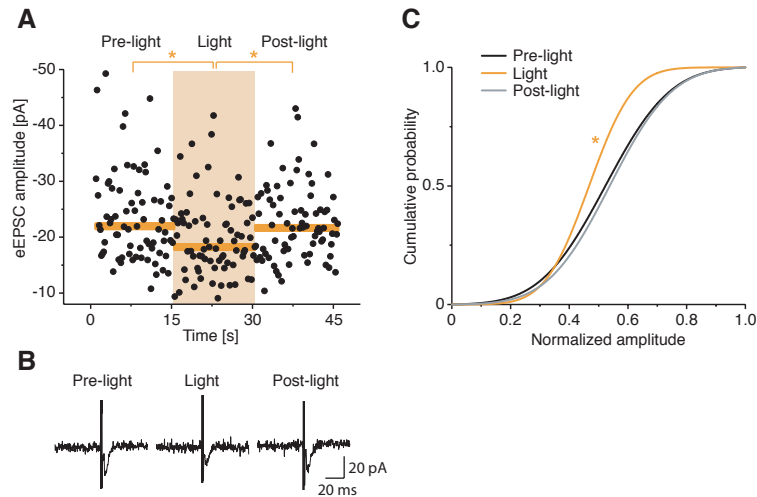 A
Pre-light Light Post-light
* *
eEPSC amplitude [pA]
-50
-40
-30
-20
-10
0 15 30 45
Time [s]
B
Pre-light Light Post-light
20 pA
20 ms
C
Pre-light
Light
Post-light
*
Cumulative probability
1.0
0.5
0
0 0.2 0.4 0.6 0.8 1.0
Normalized amplitude